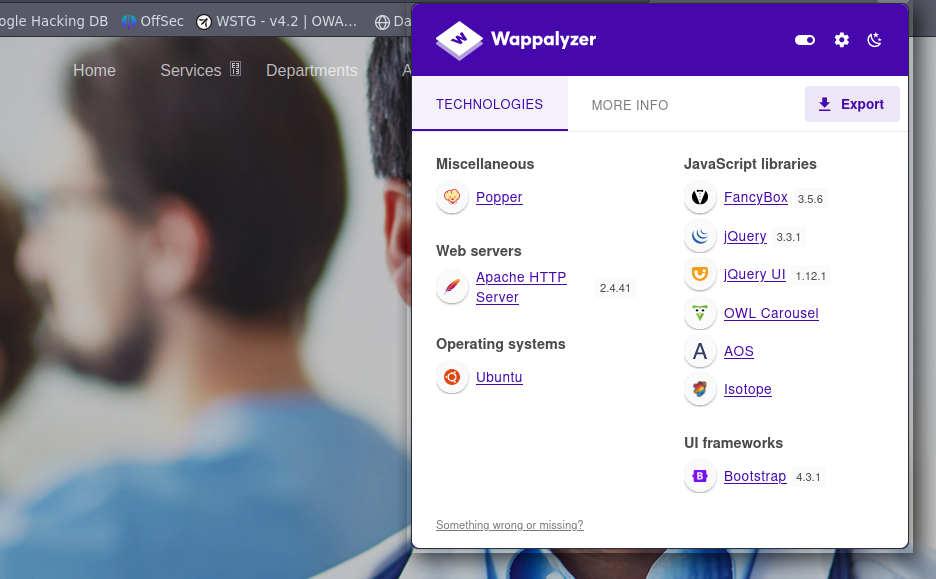 ogle Hacking DB OffSec WSTG - v4.2 | OWA… Da
Home Services Departments A
Wappalyzer
TECHNOLOGIES MORE INFO Export
Miscellaneous
Popper
Web servers
Apache HTTP
Server
2.4.41
Operating systems
Ubuntu
JavaScript libraries
FancyBox 3.5.6
jQuery 3.3.1
jQuery UI 1.12.1
OWL Carousel
AOS
Isotope
UI frameworks
Bootstrap 4.3.1
Something wrong or missing?